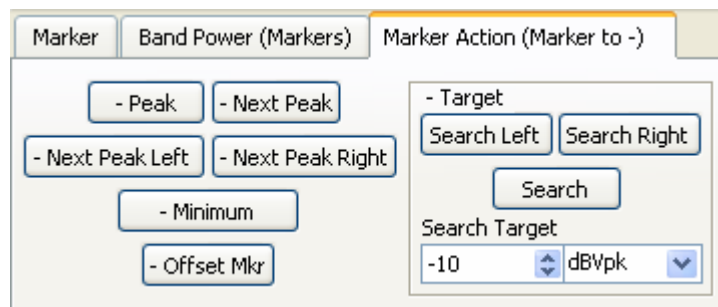 Marker Band Power (Markers) Marker Action (Marker to -)
- Peak - Next Peak
- Next Peak Left - Next Peak Right
- Minimum
- Offset Mkr
- Target
Search Left Search Right
Search
Search Target
-10 dBVpk